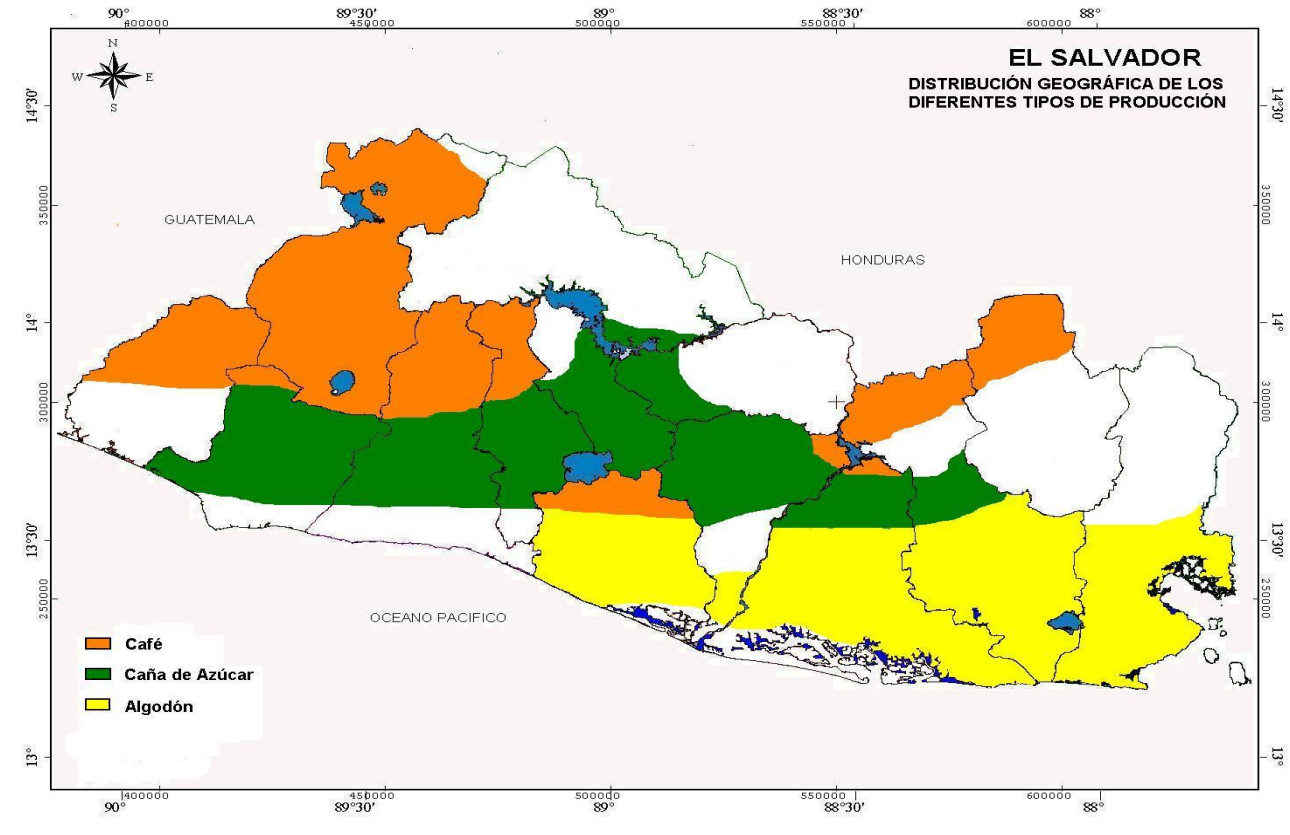 90° 89°30' 89° 88°30' 88°
400000 450000 500000 550000 600000
N
W E
S
EL SALVADOR
DISTRIBUCIÓN GEOGRÁFICA DE LOS
DIFERENTES TIPOS DE PRODUCCIÓN
14°30' 14°30'
350000 350000
GUATEMALA
HONDURAS
14° 14°
300000 300000
13°30' 13°30'
250000 250000
OCEANO PACIFICO
Café
Caña de Azúcar
Algodón
13° 13°
400000 450000 500000 550000 600000
90° 89°30' 89° 88°30' 88°